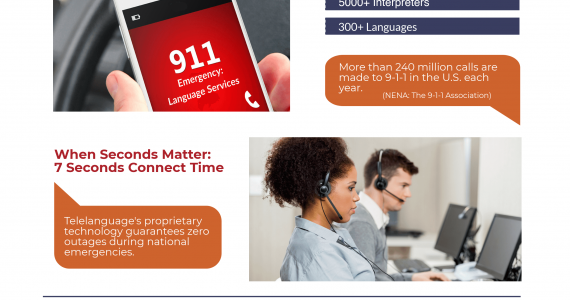 5000+ Interpreters
300+ Languages
911
Emergency:
Language Services
More than 240 million calls are
made to 9-1-1 in the U.S. each
year.
(NENA: The 9-1-1 Association)
When Seconds Matter:
7 Seconds Connect Time
Telelanguage's proprietary
technology guarantees zero
outages during national
emergencies.